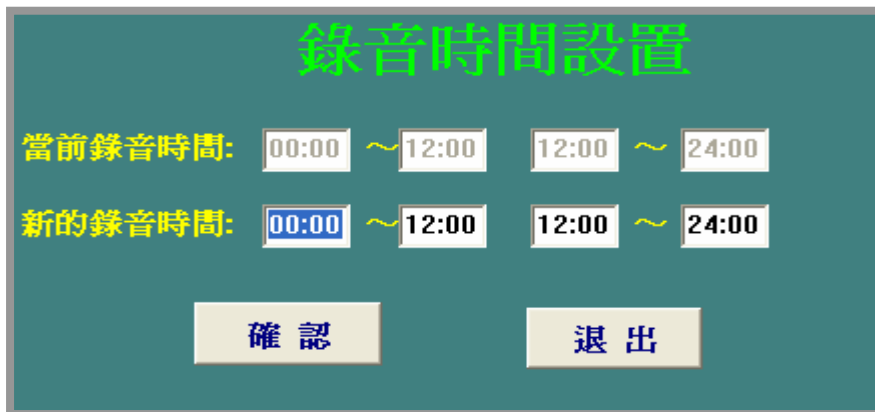 錄音時間設置
當前錄音時間: 00:00 ～ 12:00 12:00 ～ 24:00
新的錄音時間: 00:00 ～ 12:00 12:00 ～ 24:00
確 認 退 出